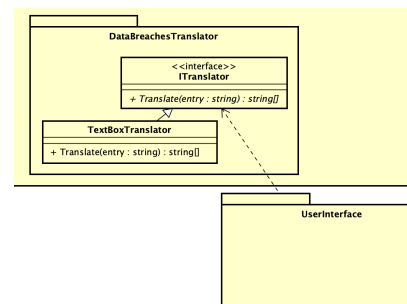 DataBreachesTranslator
<<interface>>
ITranslator
+ Translate(entry : string) : string[]
TextBoxTranslator
+ Translate(entry : string) : string[]
UserInterface